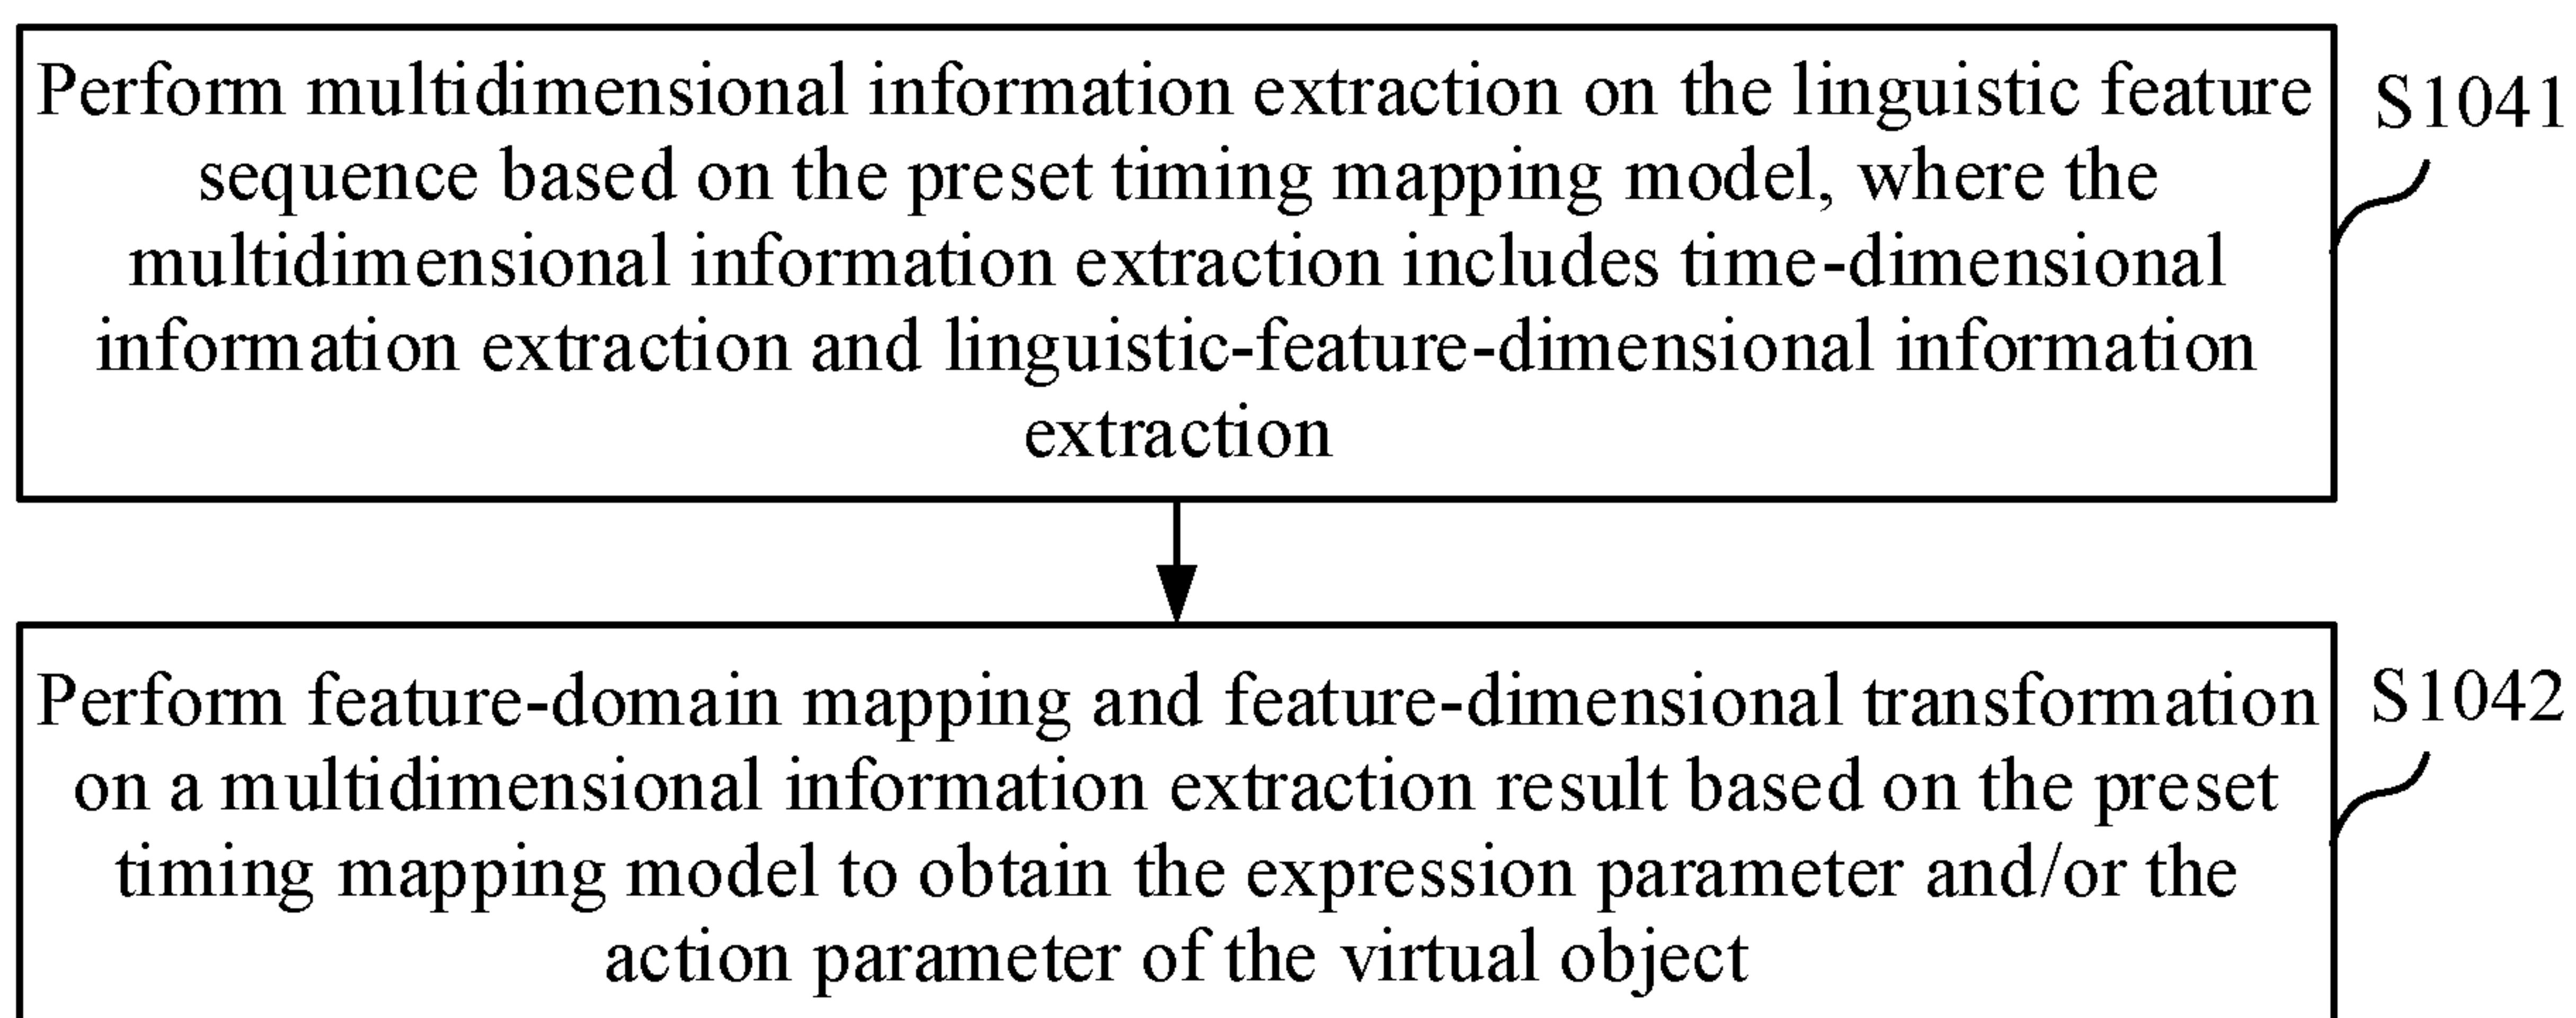 Perform multidimensional information extraction on the linguistic feature
sequence based on the preset timing mapping model, where the
multidimensional information extraction includes time-dimensional
information extraction and linguistic-feature-dimensional information
extraction
S1041
Perform feature-domain mapping and feature-dimensional transformation
on a multidimensional information extraction result based on the preset
timing mapping model to obtain the expression parameter and/or the
action parameter of the virtual object
S1042